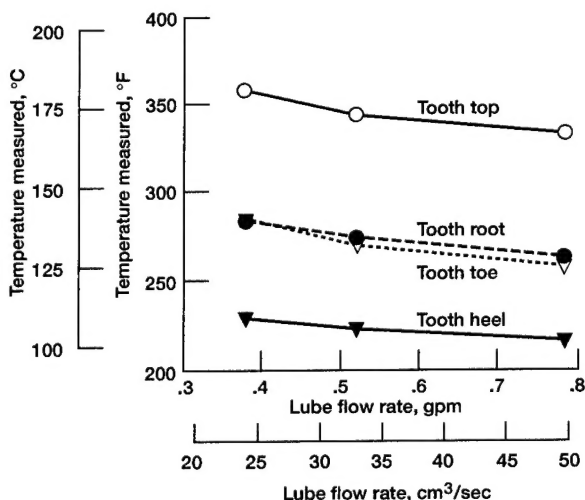 Temperature measured, °C
200
175
150
125
100
Temperature measured, °F
400
350
300
250
200
Tooth top
Tooth root
Tooth toe
Tooth heel
.3 .4 .5 .6 .7 .8
Lube flow rate, gpm
20 25 30 35 40 45 50
Lube flow rate, cm³/sec